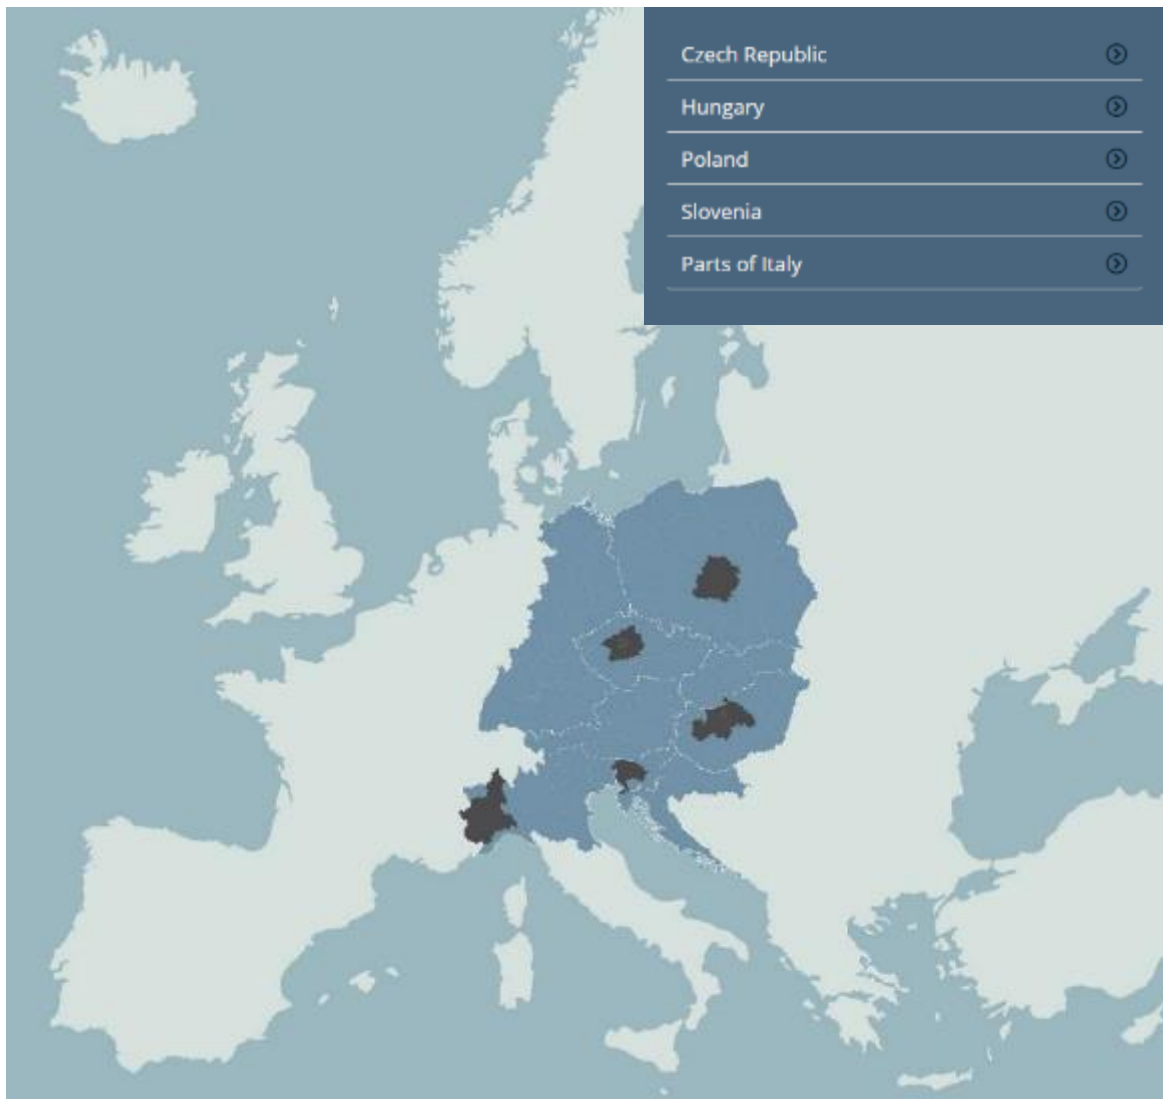 Czech Republic
Hungary
Poland
Slovenia
Parts of Italy